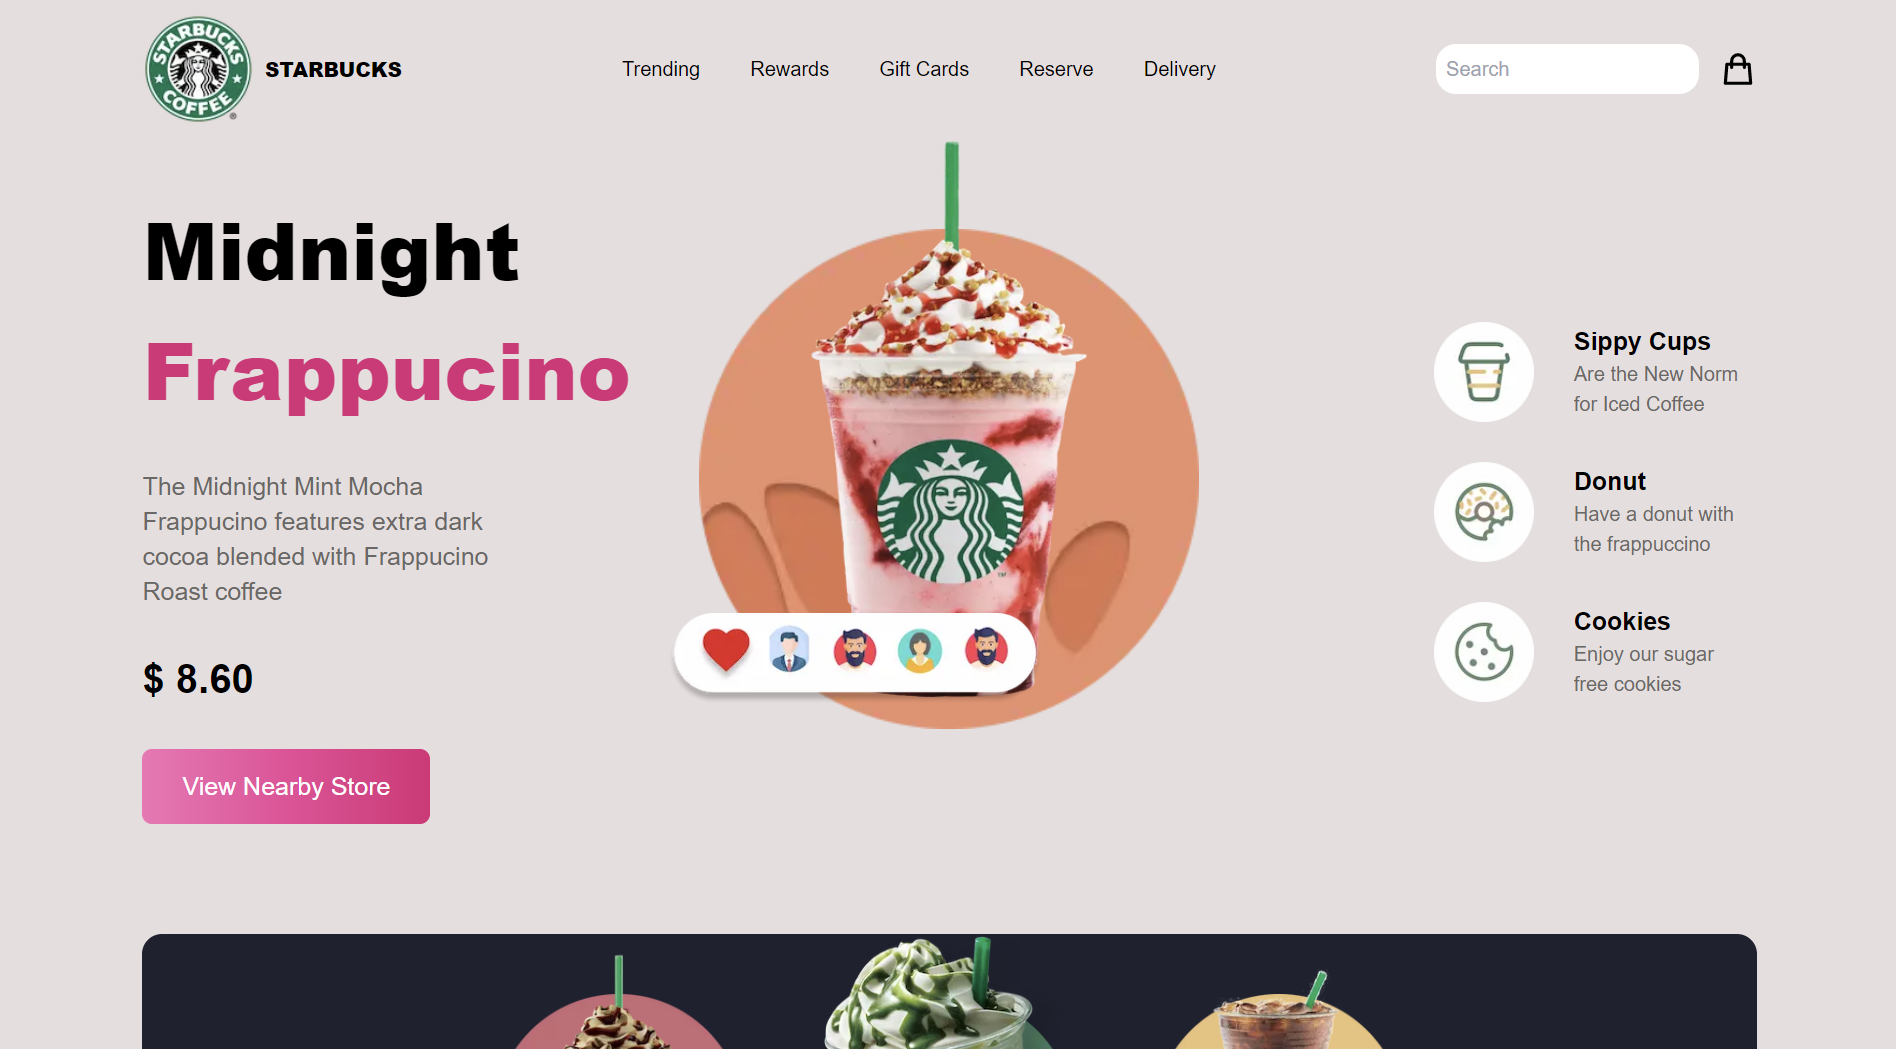 STARBUCKS
COFFEE
®
STARBUCKS
Trending
Rewards
Gift Cards
Reserve
Delivery
Search
Midnight
Frappucino
The Midnight Mint Mocha
Frappucino features extra dark
cocoa blended with Frappucino
Roast coffee
$ 8.60
View Nearby Store
TM
Sippy Cups
Are the New Norm
for Iced Coffee
Donut
Have a donut with
the frappuccino
Cookies
Enjoy our sugar
free cookies